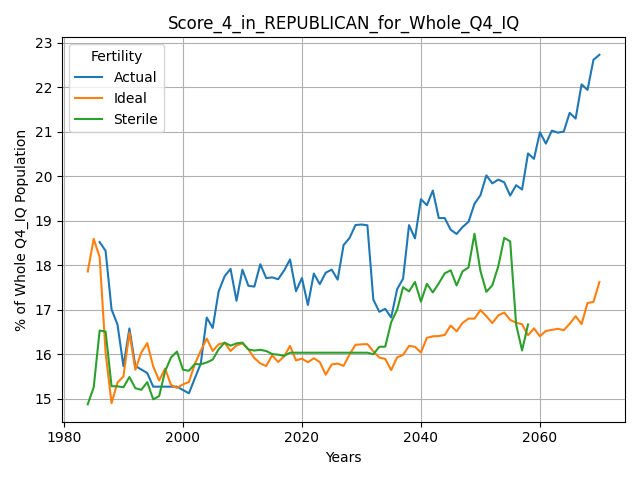 Score_4_in_REPUBLICAN_for_Whole_Q4_IQ
Fertility
Actual
Ideal
Sterile
% of Whole Q4_IQ Population
23
22
21
20
19
18
17
16
15
1980
2000
2020
2040
2060
Years